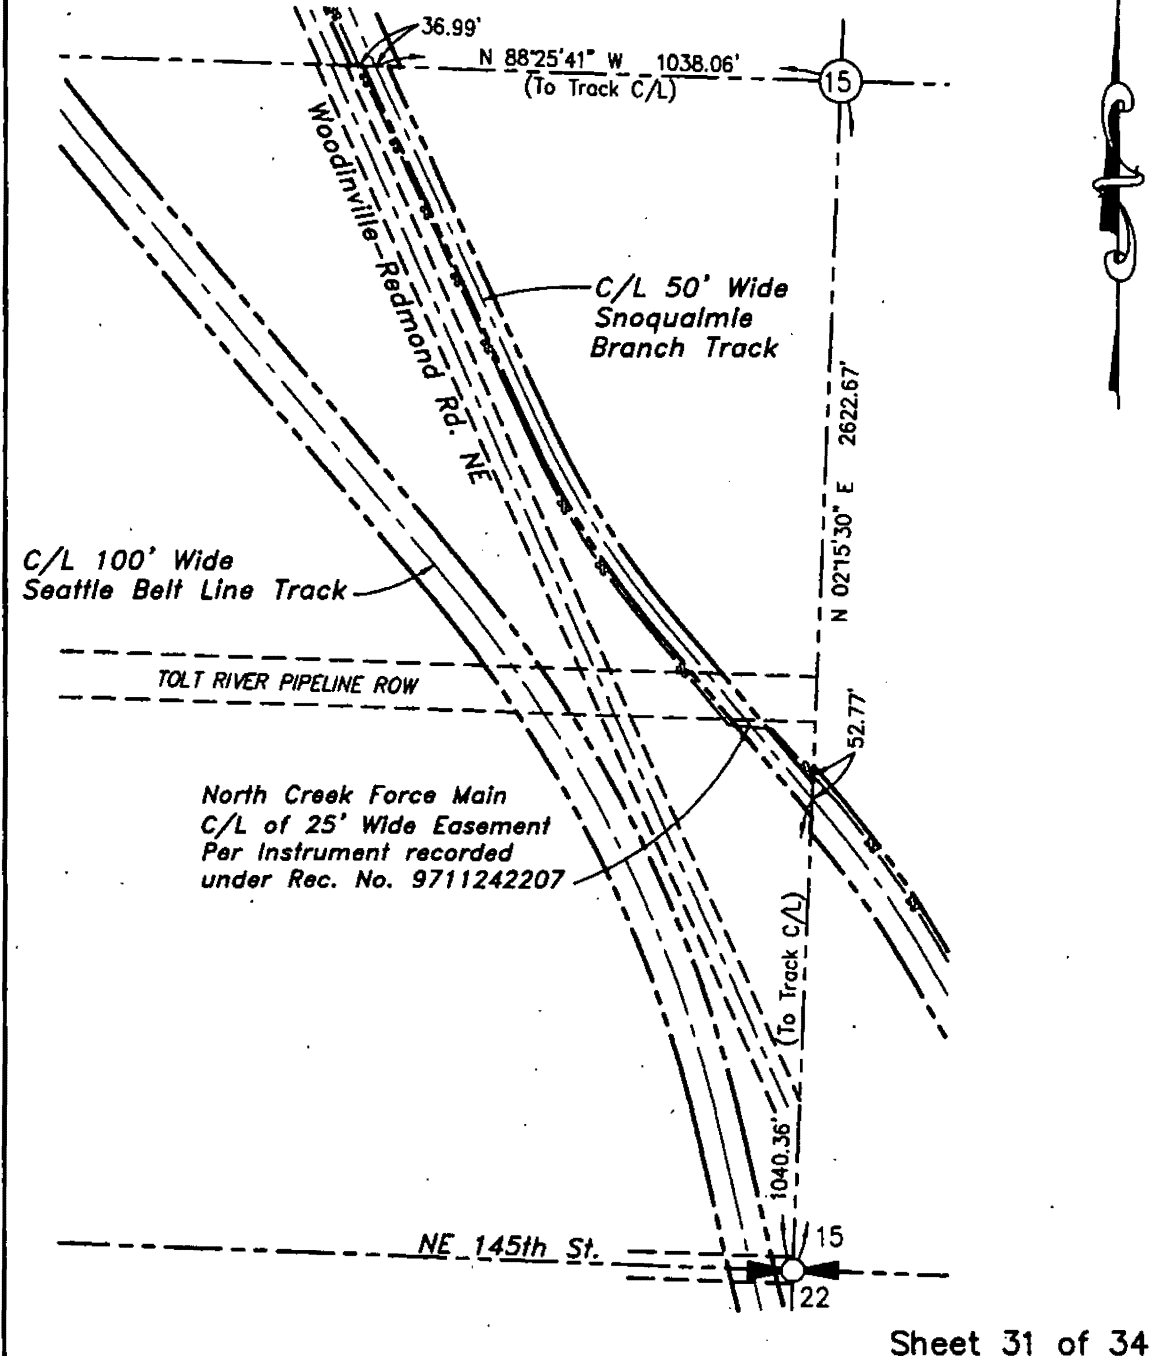 36.99'
N 88°25'41" W 1038.06'
(To Track C/L)
15
Woodinville-Redmond Rd. NE
C/L 50' Wide
Snoqualmie
Branch Track
N 02°15'30" E 2622.67'
C/L 100' Wide
Seattle Belt Line Track
TOLT RIVER PIPELINE ROW
52.77'
North Creek Force Main
C/L of 25' Wide Easement
Per Instrument recorded
under Rec. No. 9711242207
(To Track C/L)
1040.36'
NE 145th St.
15
22
Sheet 31 of 34